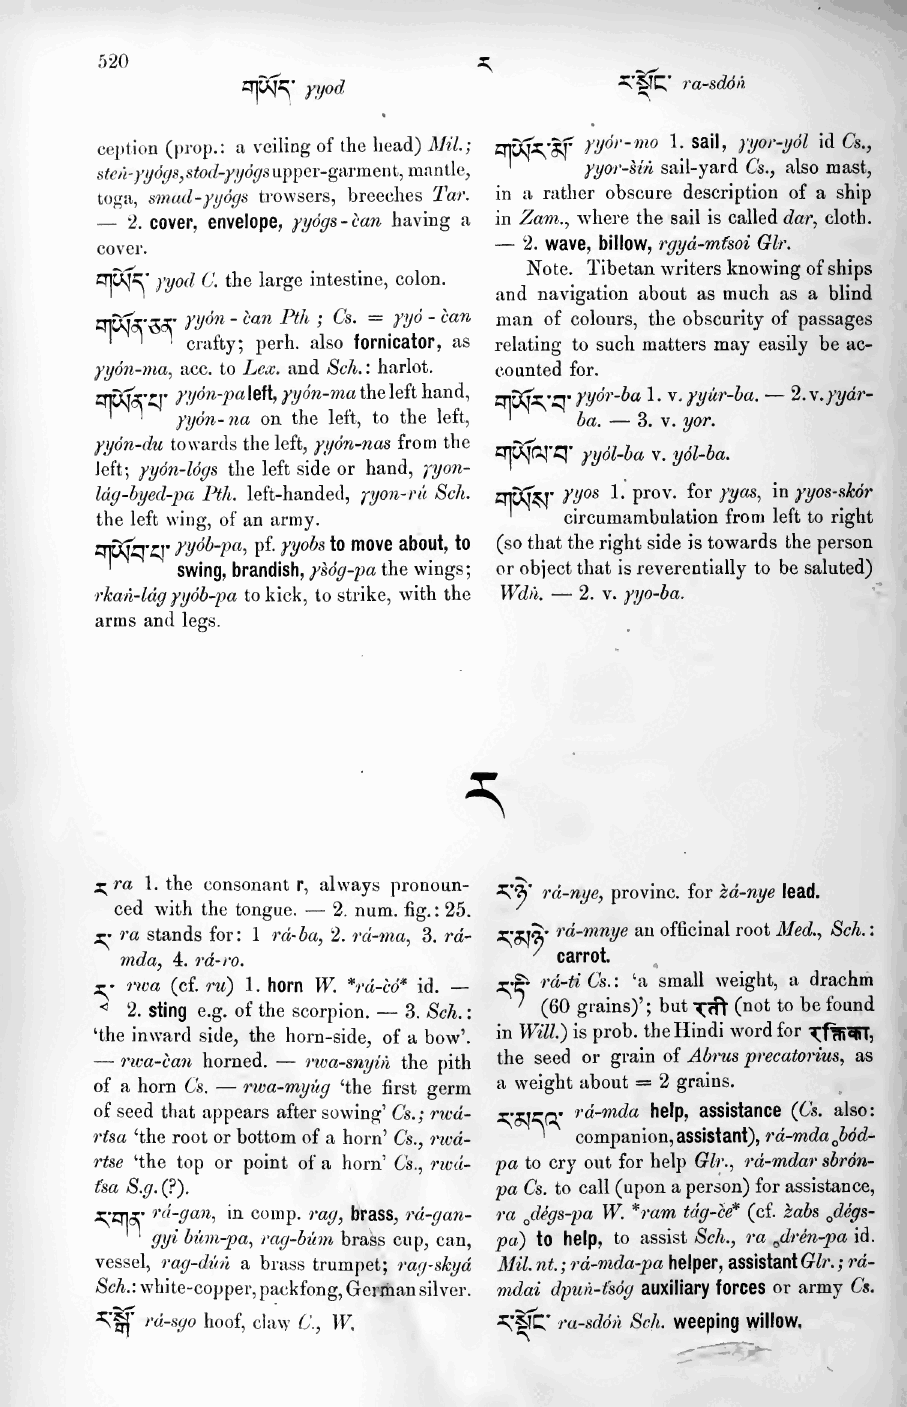 520
ར
གཡོད་ γyod
ར་སྡོང་ ra-sdóṅ
ception (prop.: a veiling of the head) Mil.;
steṅ-γyógs, stod-γyógs upper-garment, mantle,
toga, smad-γyógs trowsers, breeches Tar.
— 2. cover, envelope, γyógs-čan having a
cover.
གཡོད་ γyod C. the large intestine, colon.
གཡོན་ཅན་ γyón-čan Pth ; Cs. = γyó-čan
crafty; perh. also fornicator, as
γyón-ma, acc. to Lex. and Sch.: harlot.
གཡོན་པ་ γyón-pa left, γyón-ma the left hand,
γyón-na on the left, to the left,
γyón-du towards the left, γyón-nas from the
left; γyón-lógs the left side or hand, γyon-
lág-byed-pa Pth. left-handed, γyon-rú Sch.
the left wing, of an army.
གཡོབ་པ་ γyób-pa, pf. γyobs to move about, to
swing, brandish, γšóg-pa the wings;
rkaṅ-lág γyób-pa to kick, to strike, with the
arms and legs.
གཡོར་མོ་ γyór-mo 1. sail, γyor-yól id Cs.,
γyor-šíṅ sail-yard Cs., also mast,
in a rather obscure description of a ship
in Zam., where the sail is called dar, cloth.
— 2. wave, billow, rgyá-mt῾soi Glr.
Note. Tibetan writers knowing of ships
and navigation about as much as a blind
man of colours, the obscurity of passages
relating to such matters may easily be ac-
counted for.
གཡོར་བ་ γyór-ba 1. v. γyúr-ba. — 2. v. γyár-
ba. — 3. v. yor.
གཡོལ་བ་ γyól-ba v. yól-ba.
གཡོས་ γyos 1. prov. for γyas, in γyos-skór
circumambulation from left to right
(so that the right side is towards the person
or object that is reverentially to be saluted)
Wdṅ. — 2. v. γyo-ba.
ར
ར ra 1. the consonant r, always pronoun-
ced with the tongue. — 2. num. fig.: 25.
ར་ ra stands for: 1 rá-ba, 2. rá-ma, 3. rá-
mda, 4. rá-ro.
རྭ་ rwa (cf. ru) 1. horn W. *rá-čó* id. —
2. sting e.g. of the scorpion. — 3. Sch.:
‘the inward side, the horn-side, of a bow’.
— rwa-čan horned. — rwa-snyiṅ the pith
of a horn Cs. — rwa-myúg ‘the first germ
of seed that appears after sowing’ Cs.; rwá-
rtsa ‘the root or bottom of a horn’ Cs., rwá-
rtse ‘the top or point of a horn’ Cs., rwá-
t῾sa S.g. (?).
ར་གན་ rá-gan, in comp. rag, brass, rá-gan-
gyi búm-pa, rag-búm brass cup, can,
vessel, rag-dúṅ a brass trumpet; rag-skyá
Sch.: white-copper, packfong, German silver.
ར་སྒོ་ rá-sgo hoof, claw C., W.
ར་ཉེ་ rá-nye, provinc. for žá-nye lead.
ར་མཉེ་ rá-mnye an officinal root Med., Sch.:
carrot.
ར་ཏི་ rá-ti Cs.: ‘a small weight, a drachm
(60 grains)’; but रती (not to be found
in Will.) is prob. the Hindi word for रक्तिका,
the seed or grain of Abrus precatorius, as
a weight about = 2 grains.
ར་མདའ་ rá-mda help, assistance (Cs. also:
companion, assistant), rá-mda ₀bód-
pa to cry out for help Glr., rá-mdar sbrón-
pa Cs. to call (upon a person) for assistance,
ra ₀dégs-pa W. *ram tág-če* (cf. žabs ₀dégs-
pa) to help, to assist Sch., ra ₀drén-pa id.
Mil. nt.; rá-mda-pa helper, assistant Glr.; rá-
mdai dpuṅ-t῾sóg auxiliary forces or army Cs.
ར་སྡོང་ ra-sdóṅ Sch. weeping willow.